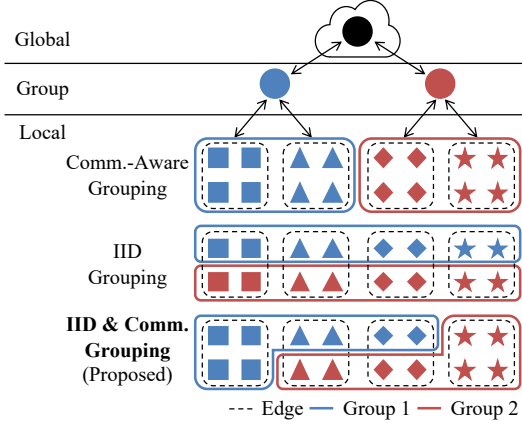 Global
Group
Local
Comm.-Aware
Grouping
IID
Grouping
IID & Comm.
Grouping
(Proposed)
Edge Group 1 Group 2